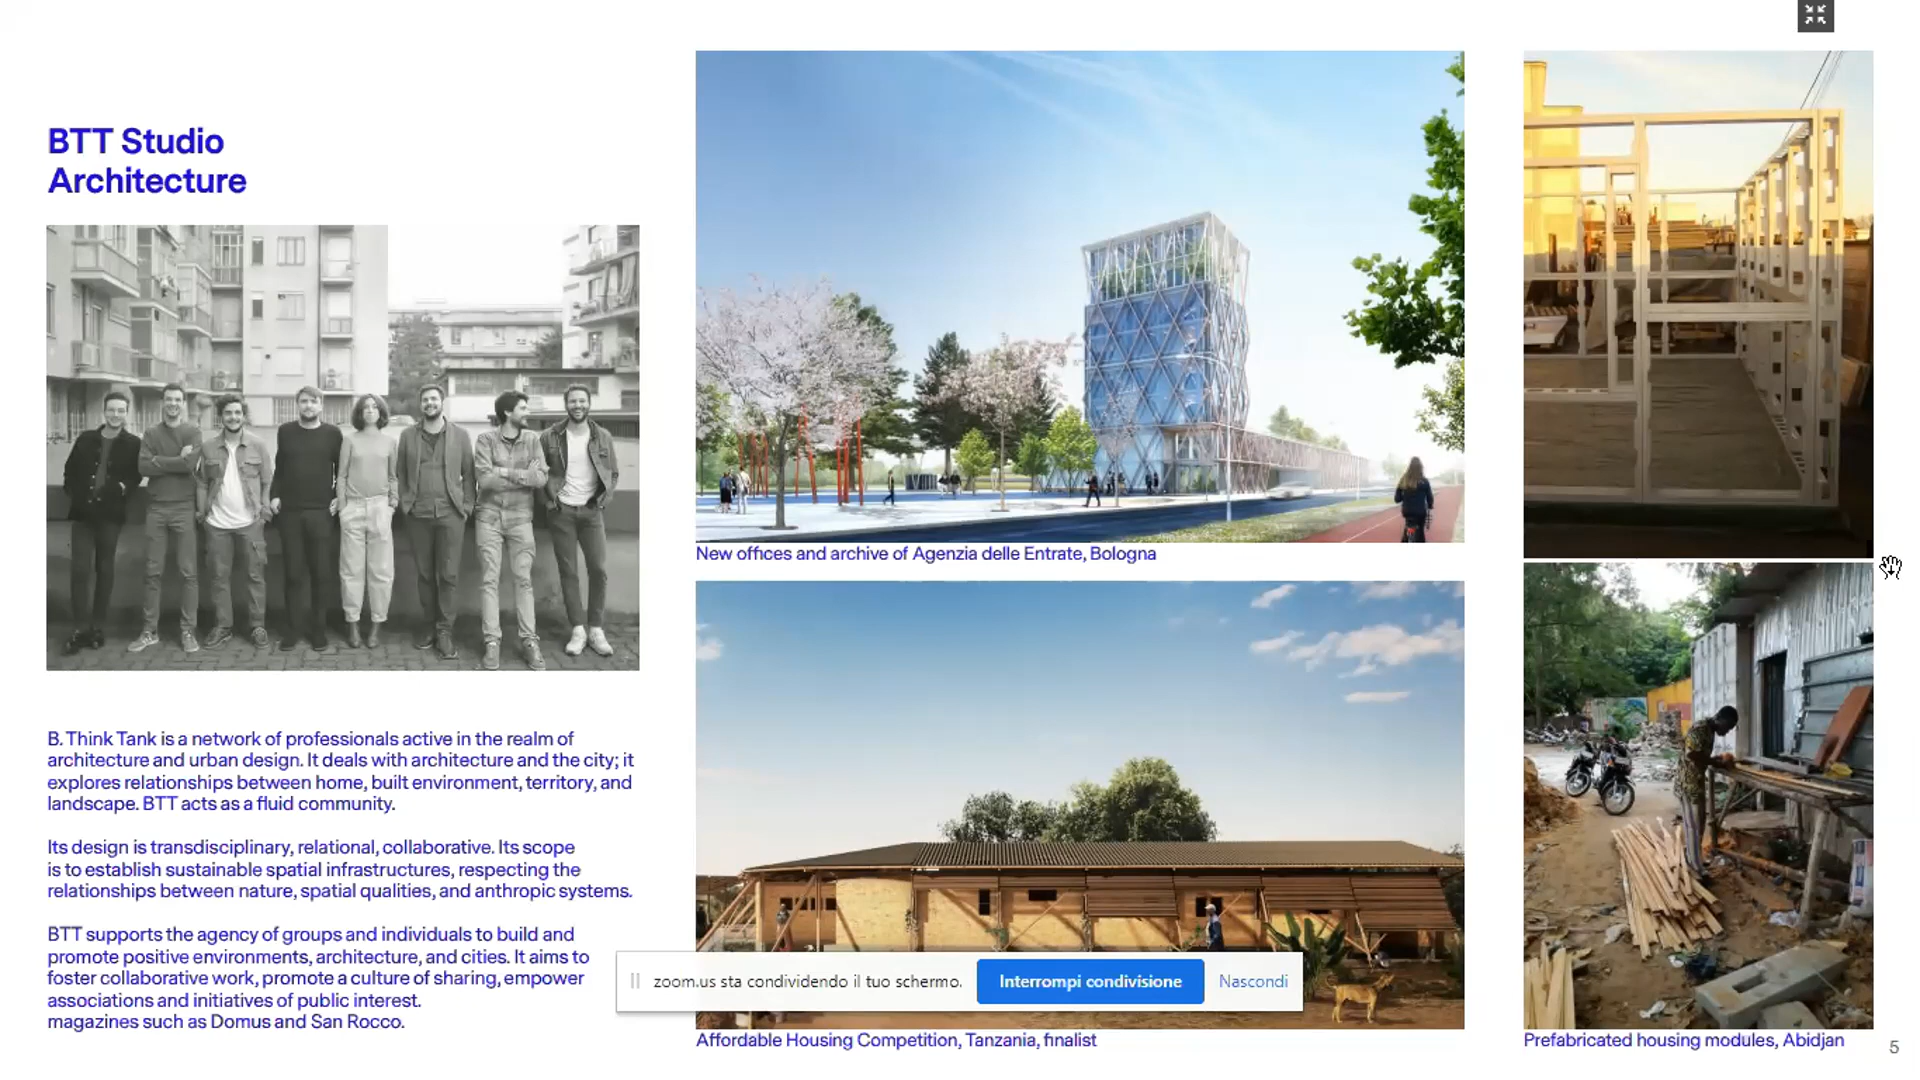 BTT Studio
Architecture
B. Think Tank is a network of professionals active in the realm of
architecture and urban design. It deals with architecture and the city; it
explores relationships between home, built environment, territory, and
landscape. BTT acts as a fluid community.
Its design is transdisciplinary, relational, collaborative. Its scope
is to establish sustainable spatial infrastructures, respecting the
relationships between nature, spatial qualities, and anthropic systems.
BTT supports the agency of groups and individuals to build and
promote positive environments, architecture, and cities. It aims to
foster collaborative work, promote a culture of sharing, empower
associations and initiatives of public interest.
magazines such as Domus and San Rocco.
New offices and archive of Agenzia delle Entrate, Bologna
zoom.us sta condividendo il tuo schermo.
Interrompi condivisione
Nascondi
Affordable Housing Competition, Tanzania, finalist
Prefabricated housing modules, Abidjan
5